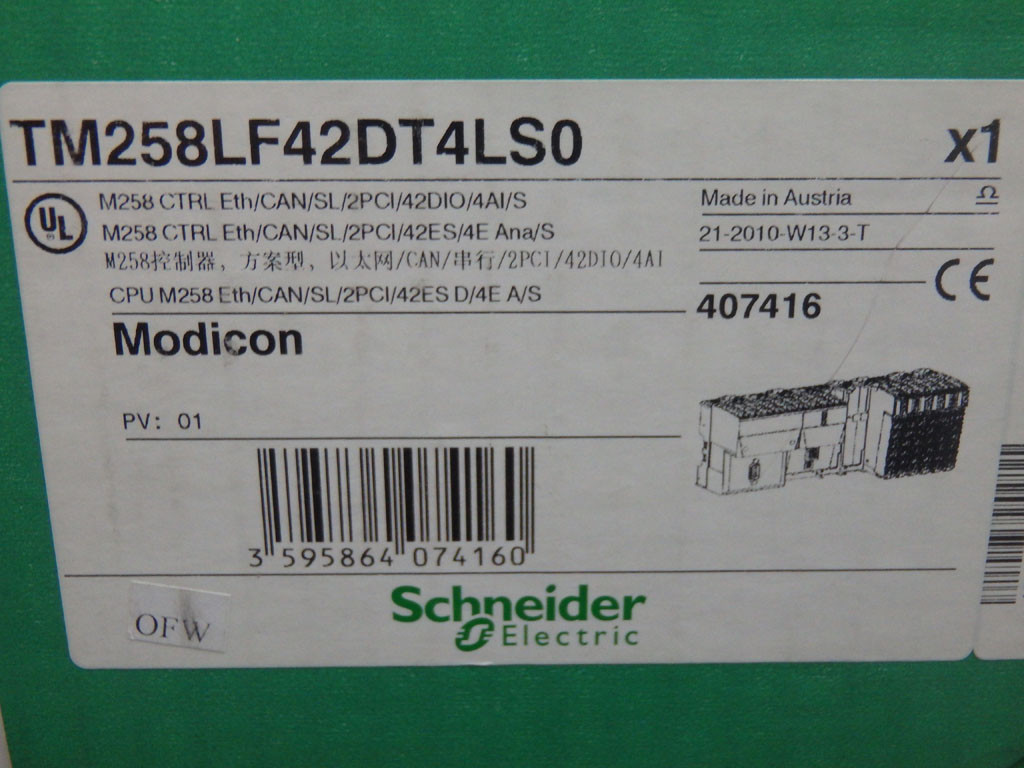 TM258LF42DT4LS0 x1
UL
M258 CTRL Eth/CAN/SL/2PCI/42DIO/4AI/S
M258 CTRL Eth/CAN/SL/2PCI/42ES/4E Ana/S
M258控制器，方案型，以太网/CAN/串行/2PCI/42DIO/4AI
CPU M258 Eth/CAN/SL/2PCI/42ES D/4E A/S
Made in Austria Ω
21-2010-W13-3-T
CE
407416
Modicon
PV: 01
3 595864 074160
OFW
Schneider
Electric